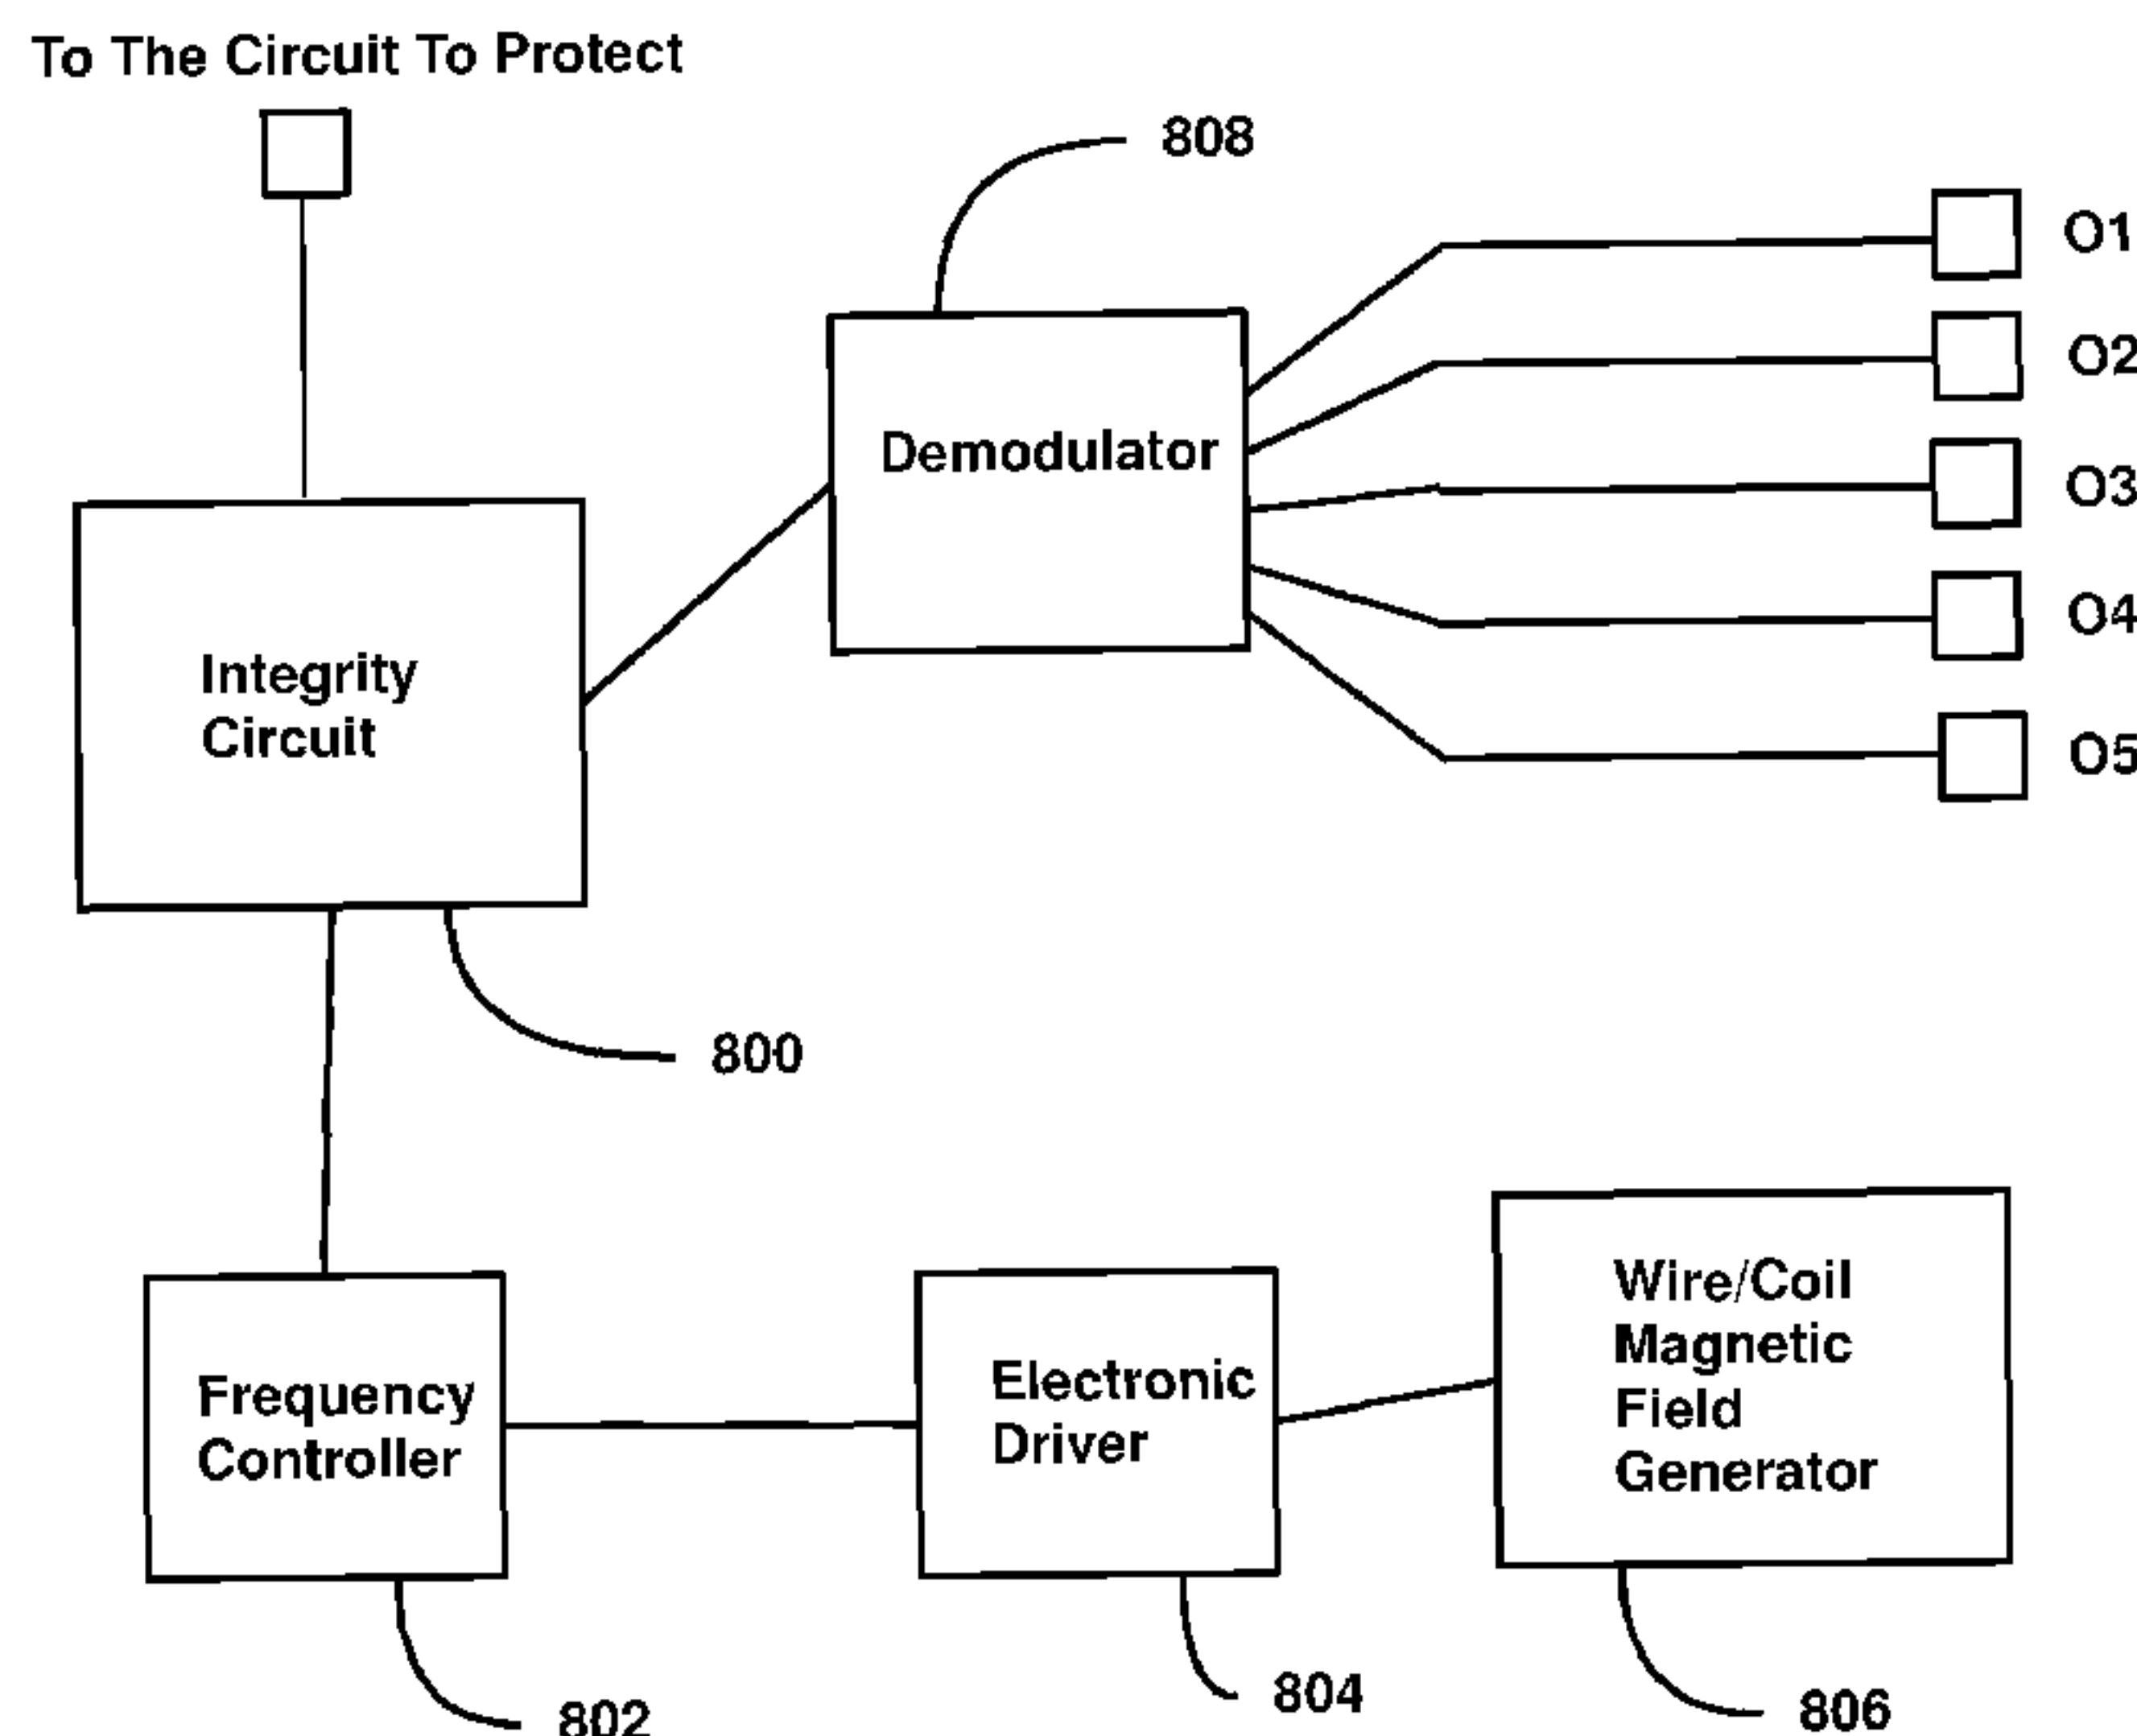 To The Circuit To Protect
808
O1
O2
Demodulator
O3
O4
Integrity
Circuit
O5
800
Wire/Coil
Magnetic
Field
Generator
Electronic
Driver
Frequency
Controller
802
804
806